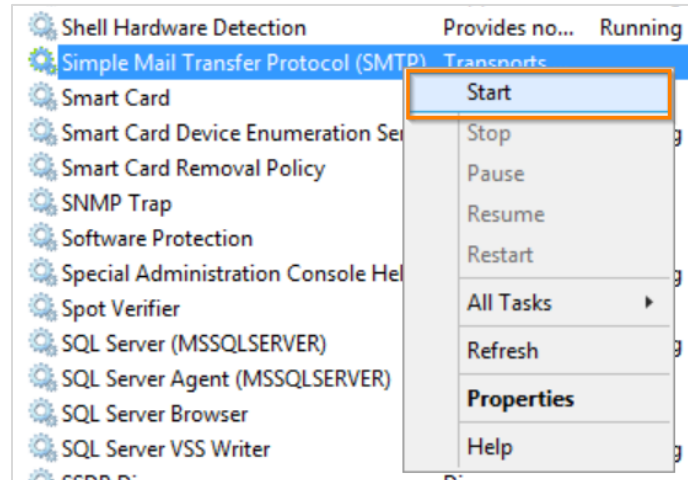 Shell Hardware Detection Provides no... Running
Simple Mail Transfer Protocol (SMTP) Transports
Smart Card
Smart Card Device Enumeration Ser
Smart Card Removal Policy
SNMP Trap
Software Protection
Special Administration Console Hel
Spot Verifier
SQL Server (MSSQLSERVER)
SQL Server Agent (MSSQLSERVER)
SQL Server Browser
SQL Server VSS Writer
Start
Stop
Pause
Resume
Restart
All Tasks
Refresh
Properties
Help